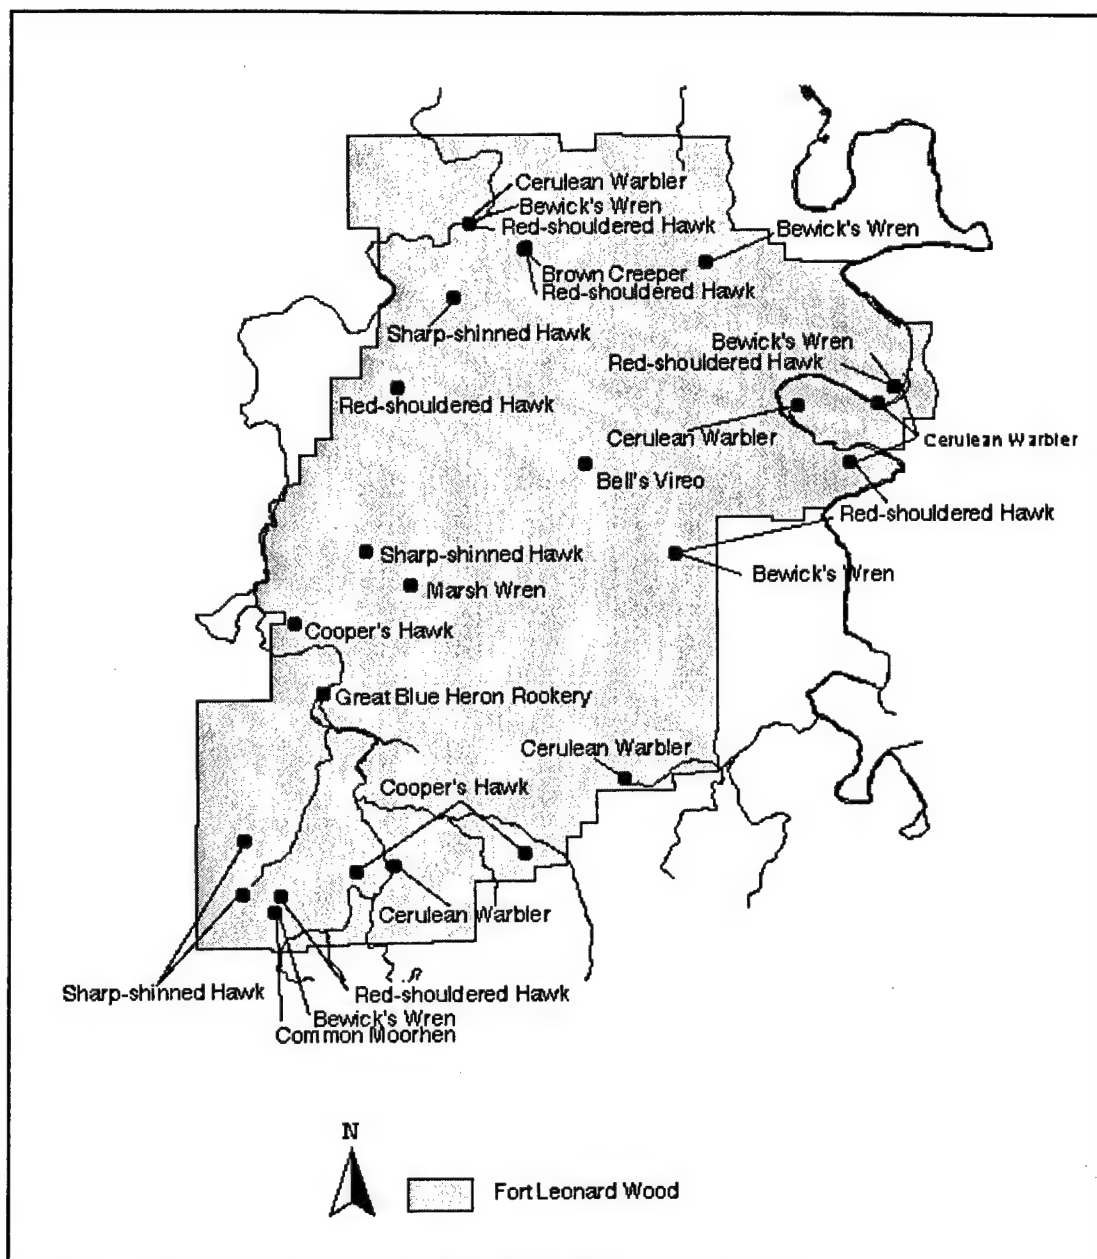 Cerulean Warbler
Bewick's Wren
Red-shouldered Hawk
Bewick's Wren
Brown Creeper
Red-shouldered Hawk
Sharp-shinned Hawk
Bewick's Wren
Red-shouldered Hawk
Red-shouldered Hawk
Cerulean Warbler
Cerulean Warbler
Bell's Vireo
Red-shouldered Hawk
Sharp-shinned Hawk
Bewick's Wren
Marsh Wren
Cooper's Hawk
Great Blue Heron Rookery
Cerulean Warbler
Cooper's Hawk
Cerulean Warbler
Sharp-shinned Hawk
Red-shouldered Hawk
Bewick's Wren
Common Moorhen
N
Fort Leonard Wood